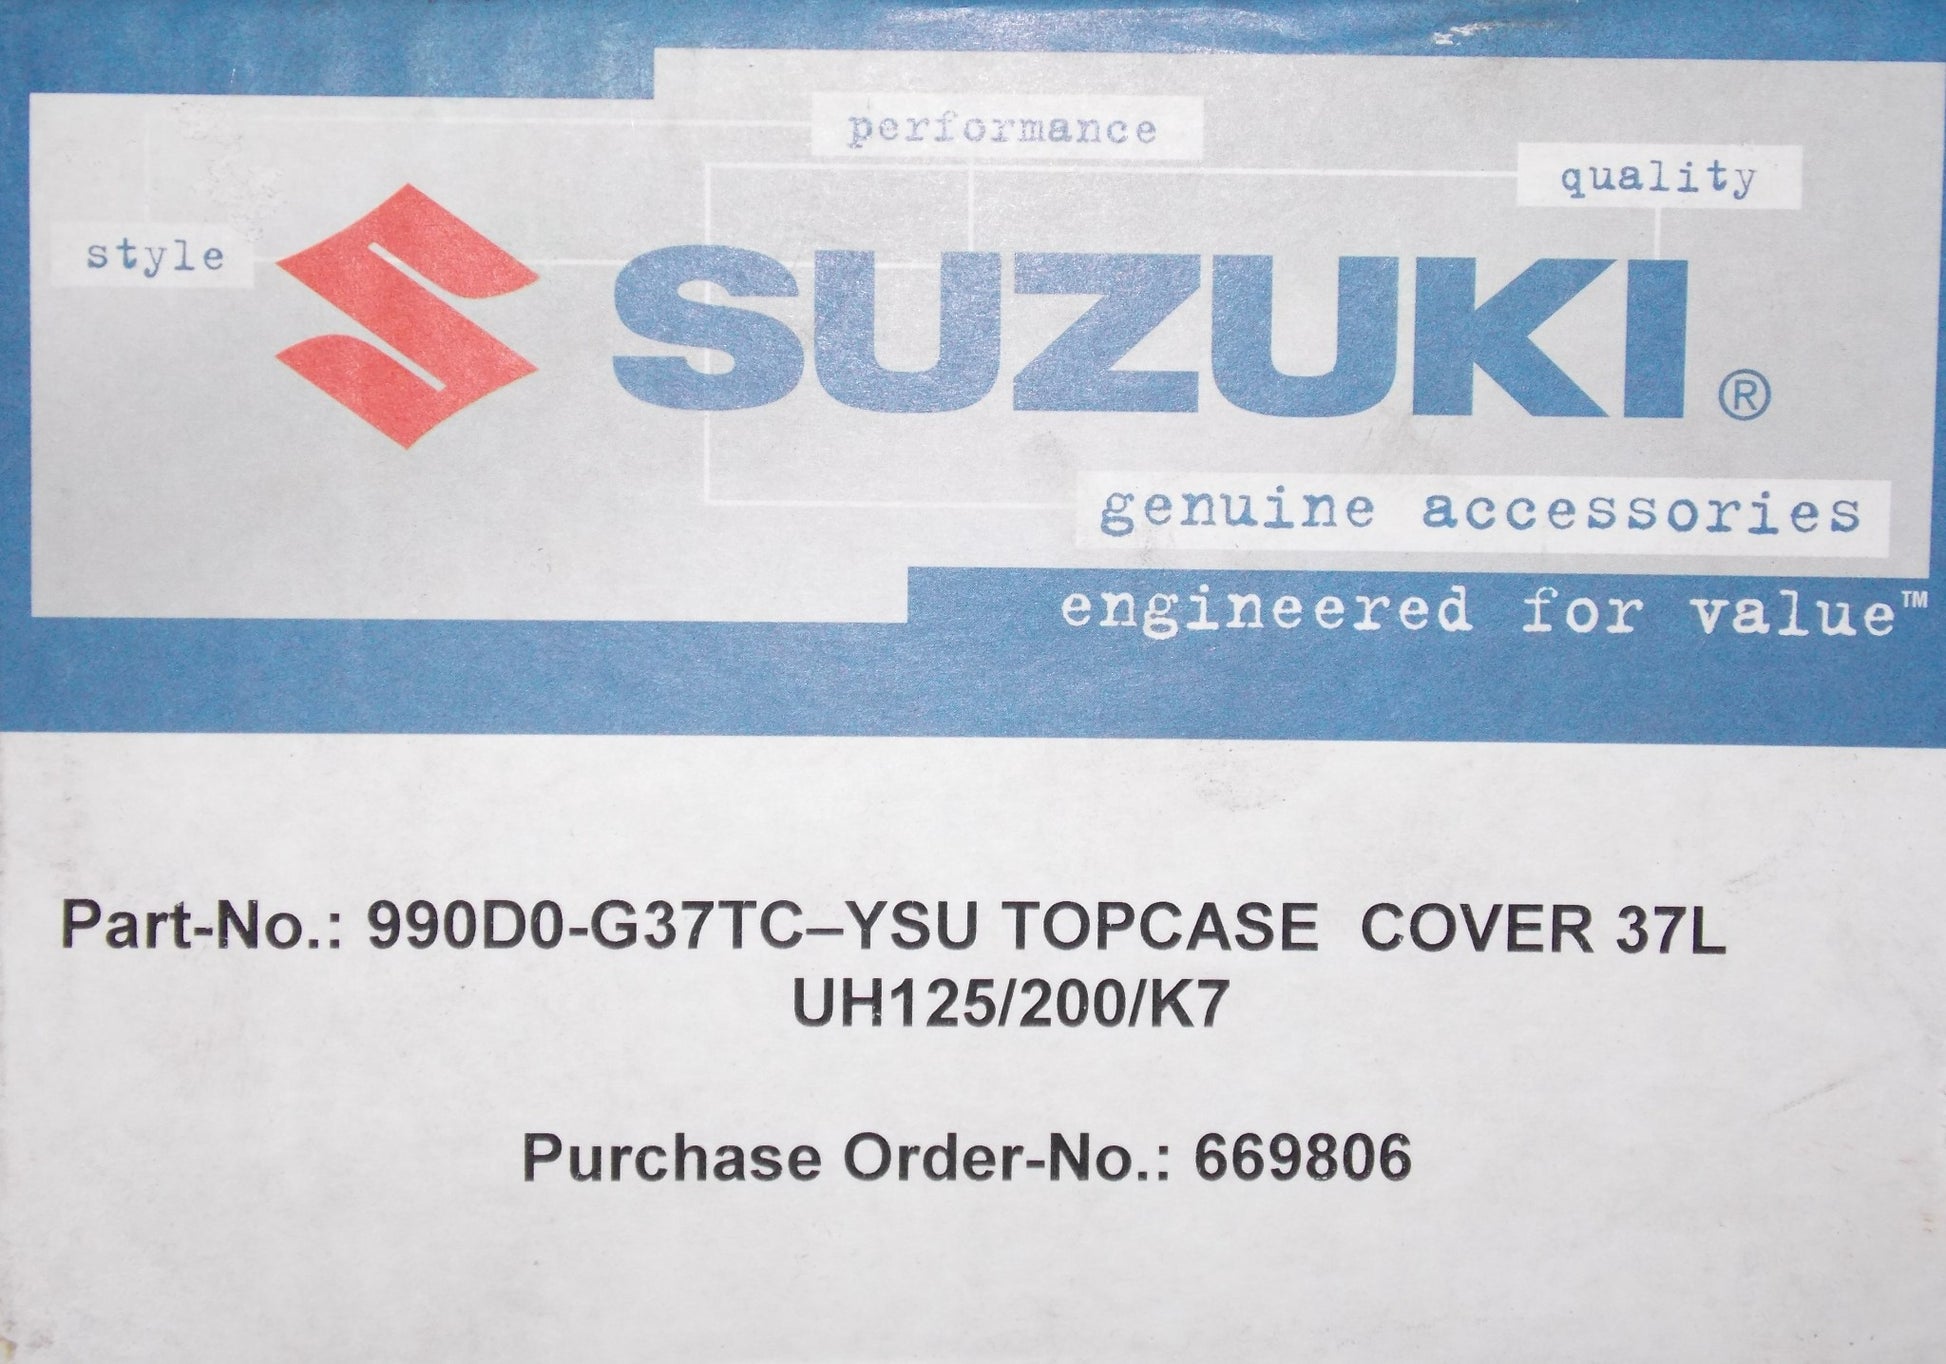 performance
quality
style
SUZUKI®
genuine accessories
engineered for value™
Part-No.: 990D0-G37TC–YSU TOPCASE  COVER 37L
UH125/200/K7
Purchase Order-No.: 669806